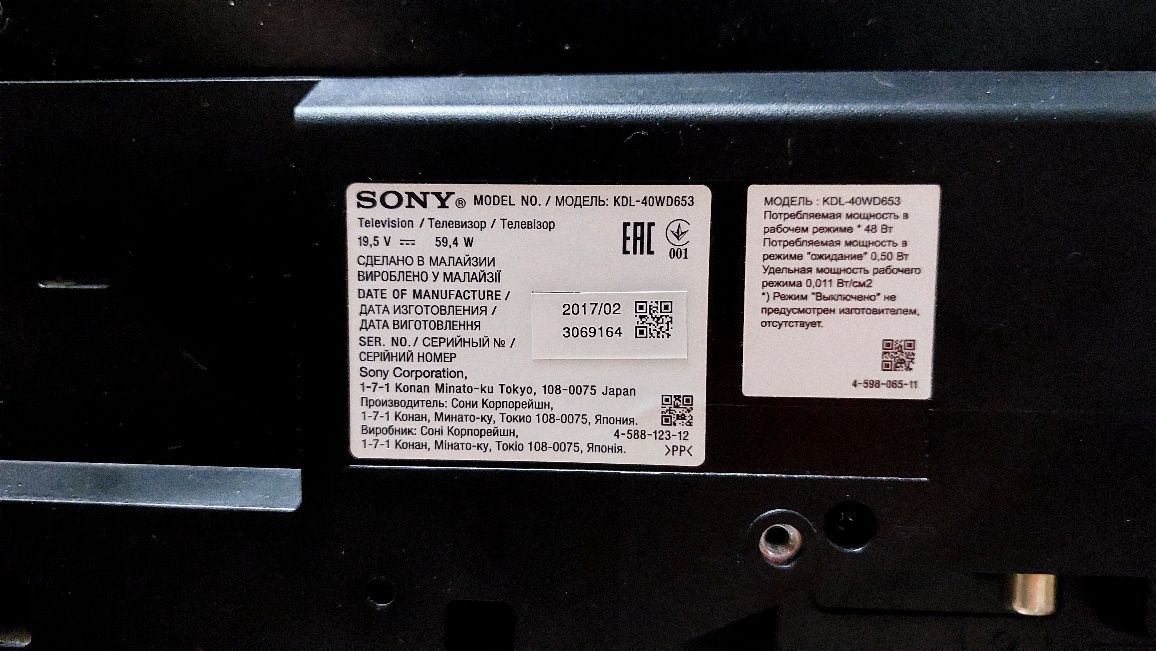 SONY® MODEL NO. / МОДЕЛЬ: KDL-40WD653
Television / Телевизор / Телевізор
19,5 V ⎓ 59,4 W
EAC
001
СДЕЛАНО В МАЛАЙЗИИ
ВИРОБЛЕНО У МАЛАЙЗІЇ
DATE OF MANUFACTURE /
ДАТА ИЗГОТОВЛЕНИЯ /
ДАТА ВИГОТОВЛЕННЯ
2017/02
3069164
SER. NO. / СЕРИЙНЫЙ № /
СЕРІЙНИЙ НОМЕР
Sony Corporation,
1-7-1 Konan Minato-ku Tokyo, 108-0075 Japan
Производитель: Сони Корпорейшн,
1-7-1 Конан, Минато-ку, Токио 108-0075, Япония.
Виробник: Соні Корпорейшн,
4-588-123-12
1-7-1 Конан, Мінато-ку, Токіо 108-0075, Японія.
>PP<
МОДЕЛЬ : KDL-40WD653
Потребляемая мощность в
рабочем режиме * 48 Вт
Потребляемая мощность в
режиме "ожидание" 0,50 Вт
Удельная мощность рабочего
режима 0,011 Вт/см2
*) Режим "Выключено" не
предусмотрен изготовителем,
отсутствует.
4-598-065-11